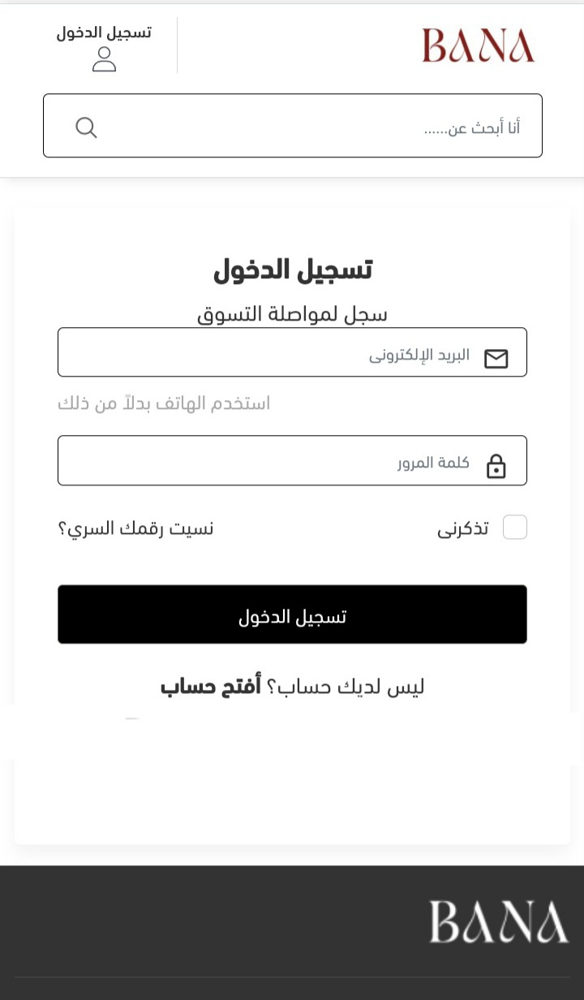 BANA
تسجيل الدخول
أنا أبحث عن......
تسجيل الدخول
سجل لمواصلة التسوق
البريد الإلكترونى
استخدم الهاتف بدلاً من ذلك
كلمة المرور
تذكرنى
نسيت رقمك السري؟
تسجيل الدخول
ليس لديك حساب؟ أفتح حساب
BANA